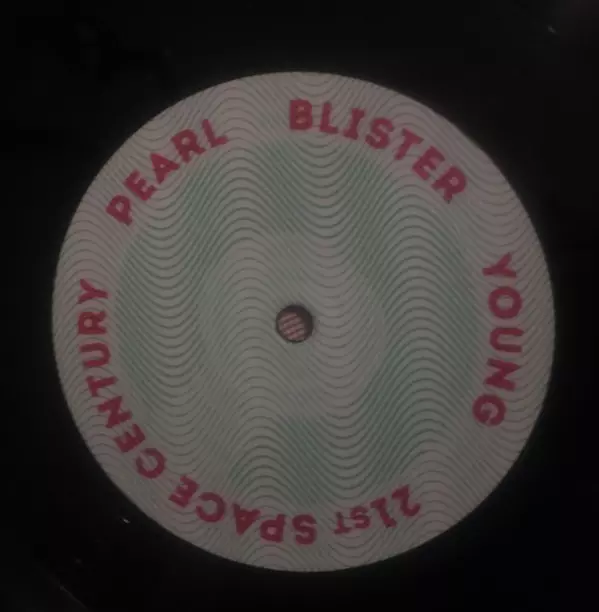 PEARL
BLISTER
YOUNG
21ST SPACE CENTURY